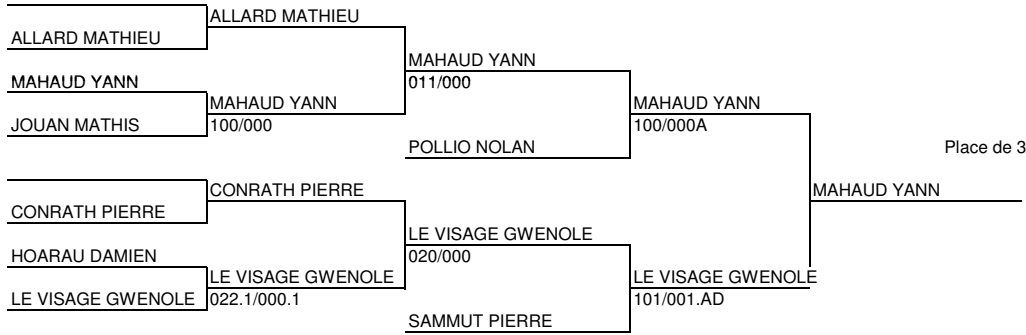 ALLARD MATHIEU
ALLARD MATHIEU
MAHAUD YANN
011/000
MAHAUD YANN
MAHAUD YANN
100/000
JOUAN MATHIS
MAHAUD YANN
100/000A
POLLIO NOLAN
Place de 3
CONRATH PIERRE
CONRATH PIERRE
MAHAUD YANN
LE VISAGE GWENOLE
020/000
HOARAU DAMIEN
LE VISAGE GWENOLE
022.1/000.1
LE VISAGE GWENOLE
LE VISAGE GWENOLE
101/001.AD
SAMMUT PIERRE